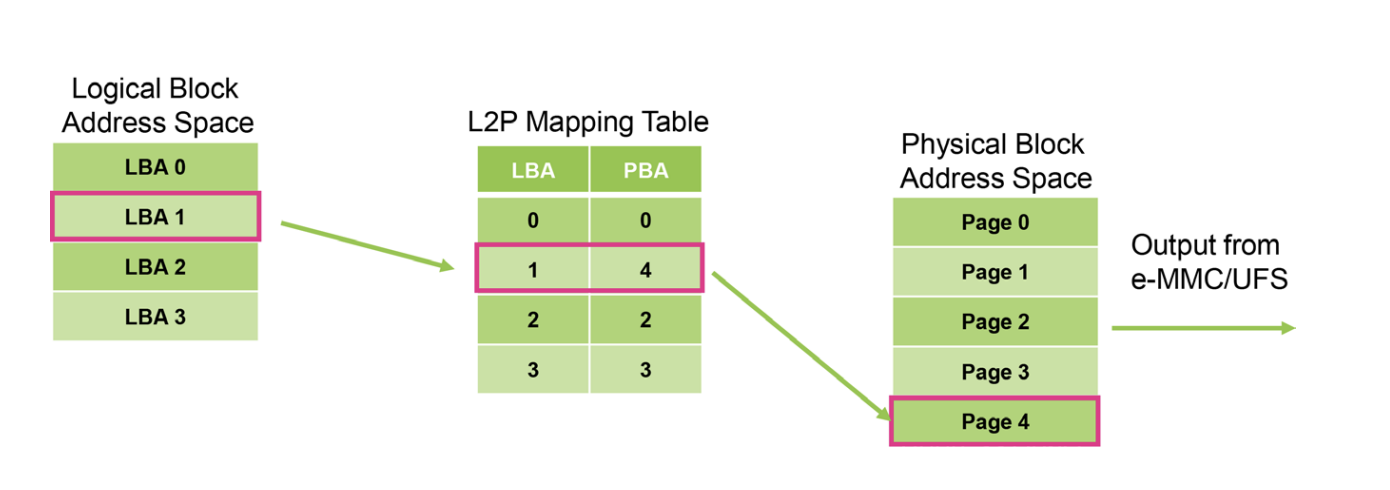 Logical Block
Address Space
LBA 0
LBA 1
LBA 2
LBA 3
L2P Mapping Table
LBA PBA
0 0
1 4
2 2
3 3
Physical Block
Address Space
Page 0
Page 1
Page 2
Page 3
Page 4
Output from
e-MMC/UFS